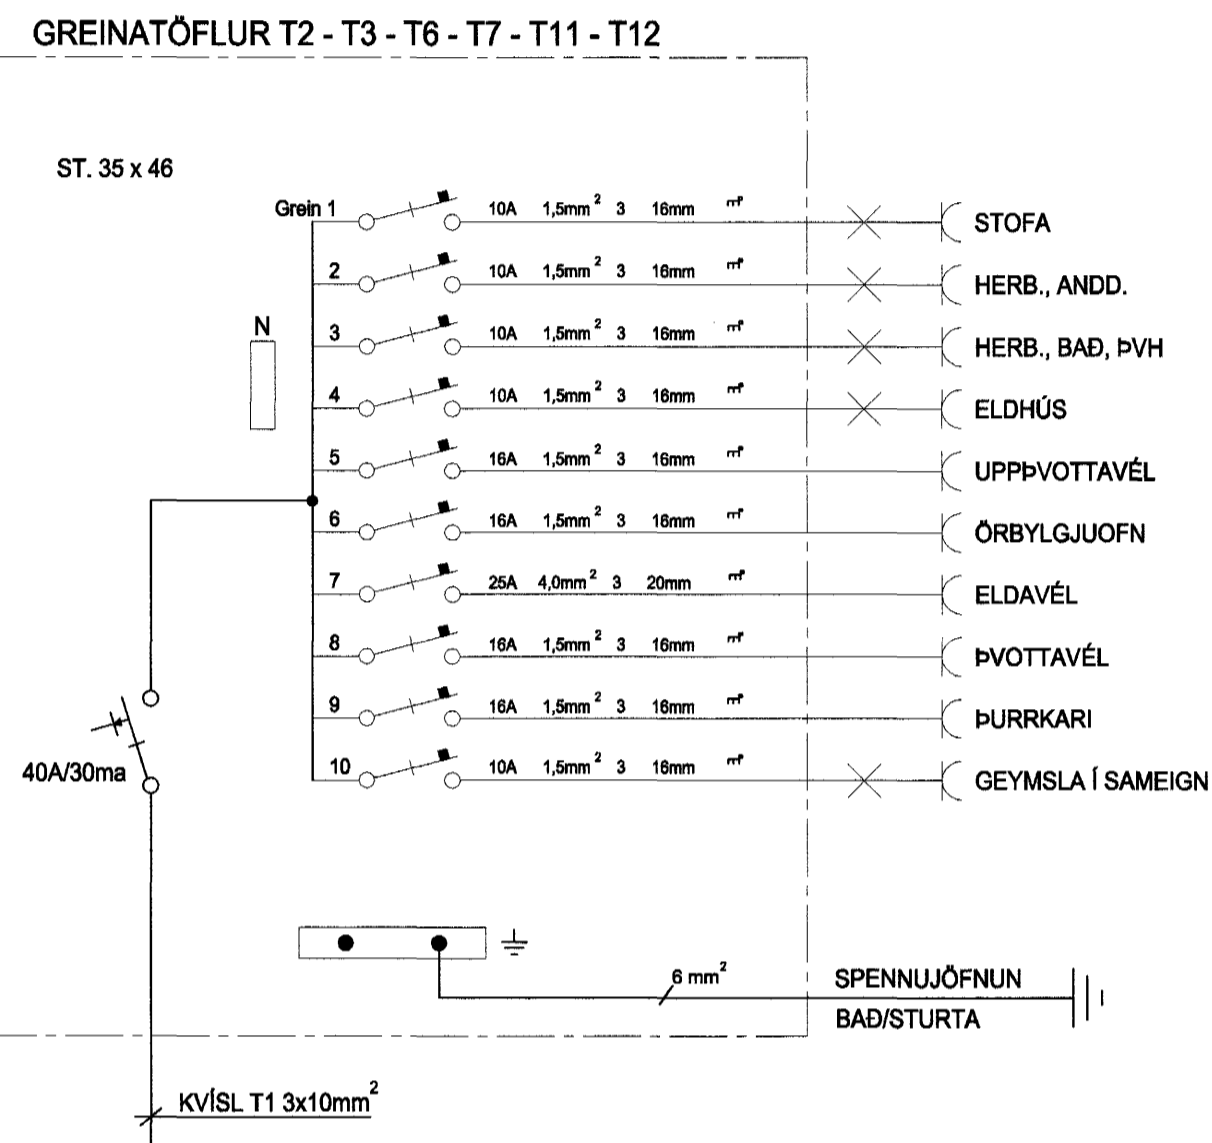 GREINATÖFLUR T2 - T3 - T6 - T7 - T11 - T12
ST. 35 x 46
Grein 1 10A 1,5mm² 3 16mm STOFA
2 10A 1,5mm² 3 16mm HERB., ANDD.
N
3 10A 1,5mm² 3 16mm HERB., BAÐ, ÞVH
4 10A 1,5mm² 3 16mm ELDHÚS
5 16A 1,5mm² 3 16mm UPPÞVOTTAVÉL
6 16A 1,5mm² 3 16mm ÖRBYLGJUOFN
7 25A 4,0mm² 3 20mm ELDAVÉL
8 16A 1,5mm² 3 16mm ÞVOTTAVÉL
9 16A 1,5mm² 3 16mm ÞURRKARI
10 10A 1,5mm² 3 16mm GEYMSLA Í SAMEIGN
40A/30ma
6 mm² SPENNUJÖFNUN
BAÐ/STURTA
KVÍSL T1 3x10mm²